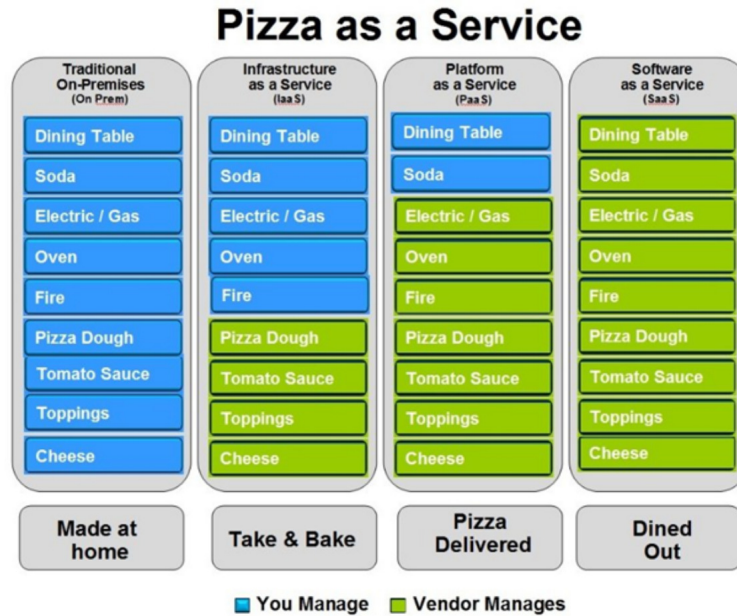 Pizza as a Service
Traditional
On-Premises
(On Prem)
Dining Table
Soda
Electric / Gas
Oven
Fire
Pizza Dough
Tomato Sauce
Toppings
Cheese
Made at
home
Infrastructure
as a Service
(IaaS)
Dining Table
Soda
Electric / Gas
Oven
Fire
Pizza Dough
Tomato Sauce
Toppings
Cheese
Take & Bake
Platform
as a Service
(PaaS)
Dining Table
Soda
Electric / Gas
Oven
Fire
Pizza Dough
Tomato Sauce
Toppings
Cheese
Pizza
Delivered
Software
as a Service
(SaaS)
Dining Table
Soda
Electric / Gas
Oven
Fire
Pizza Dough
Tomato Sauce
Toppings
Cheese
Dined
Out
You Manage
Vendor Manages